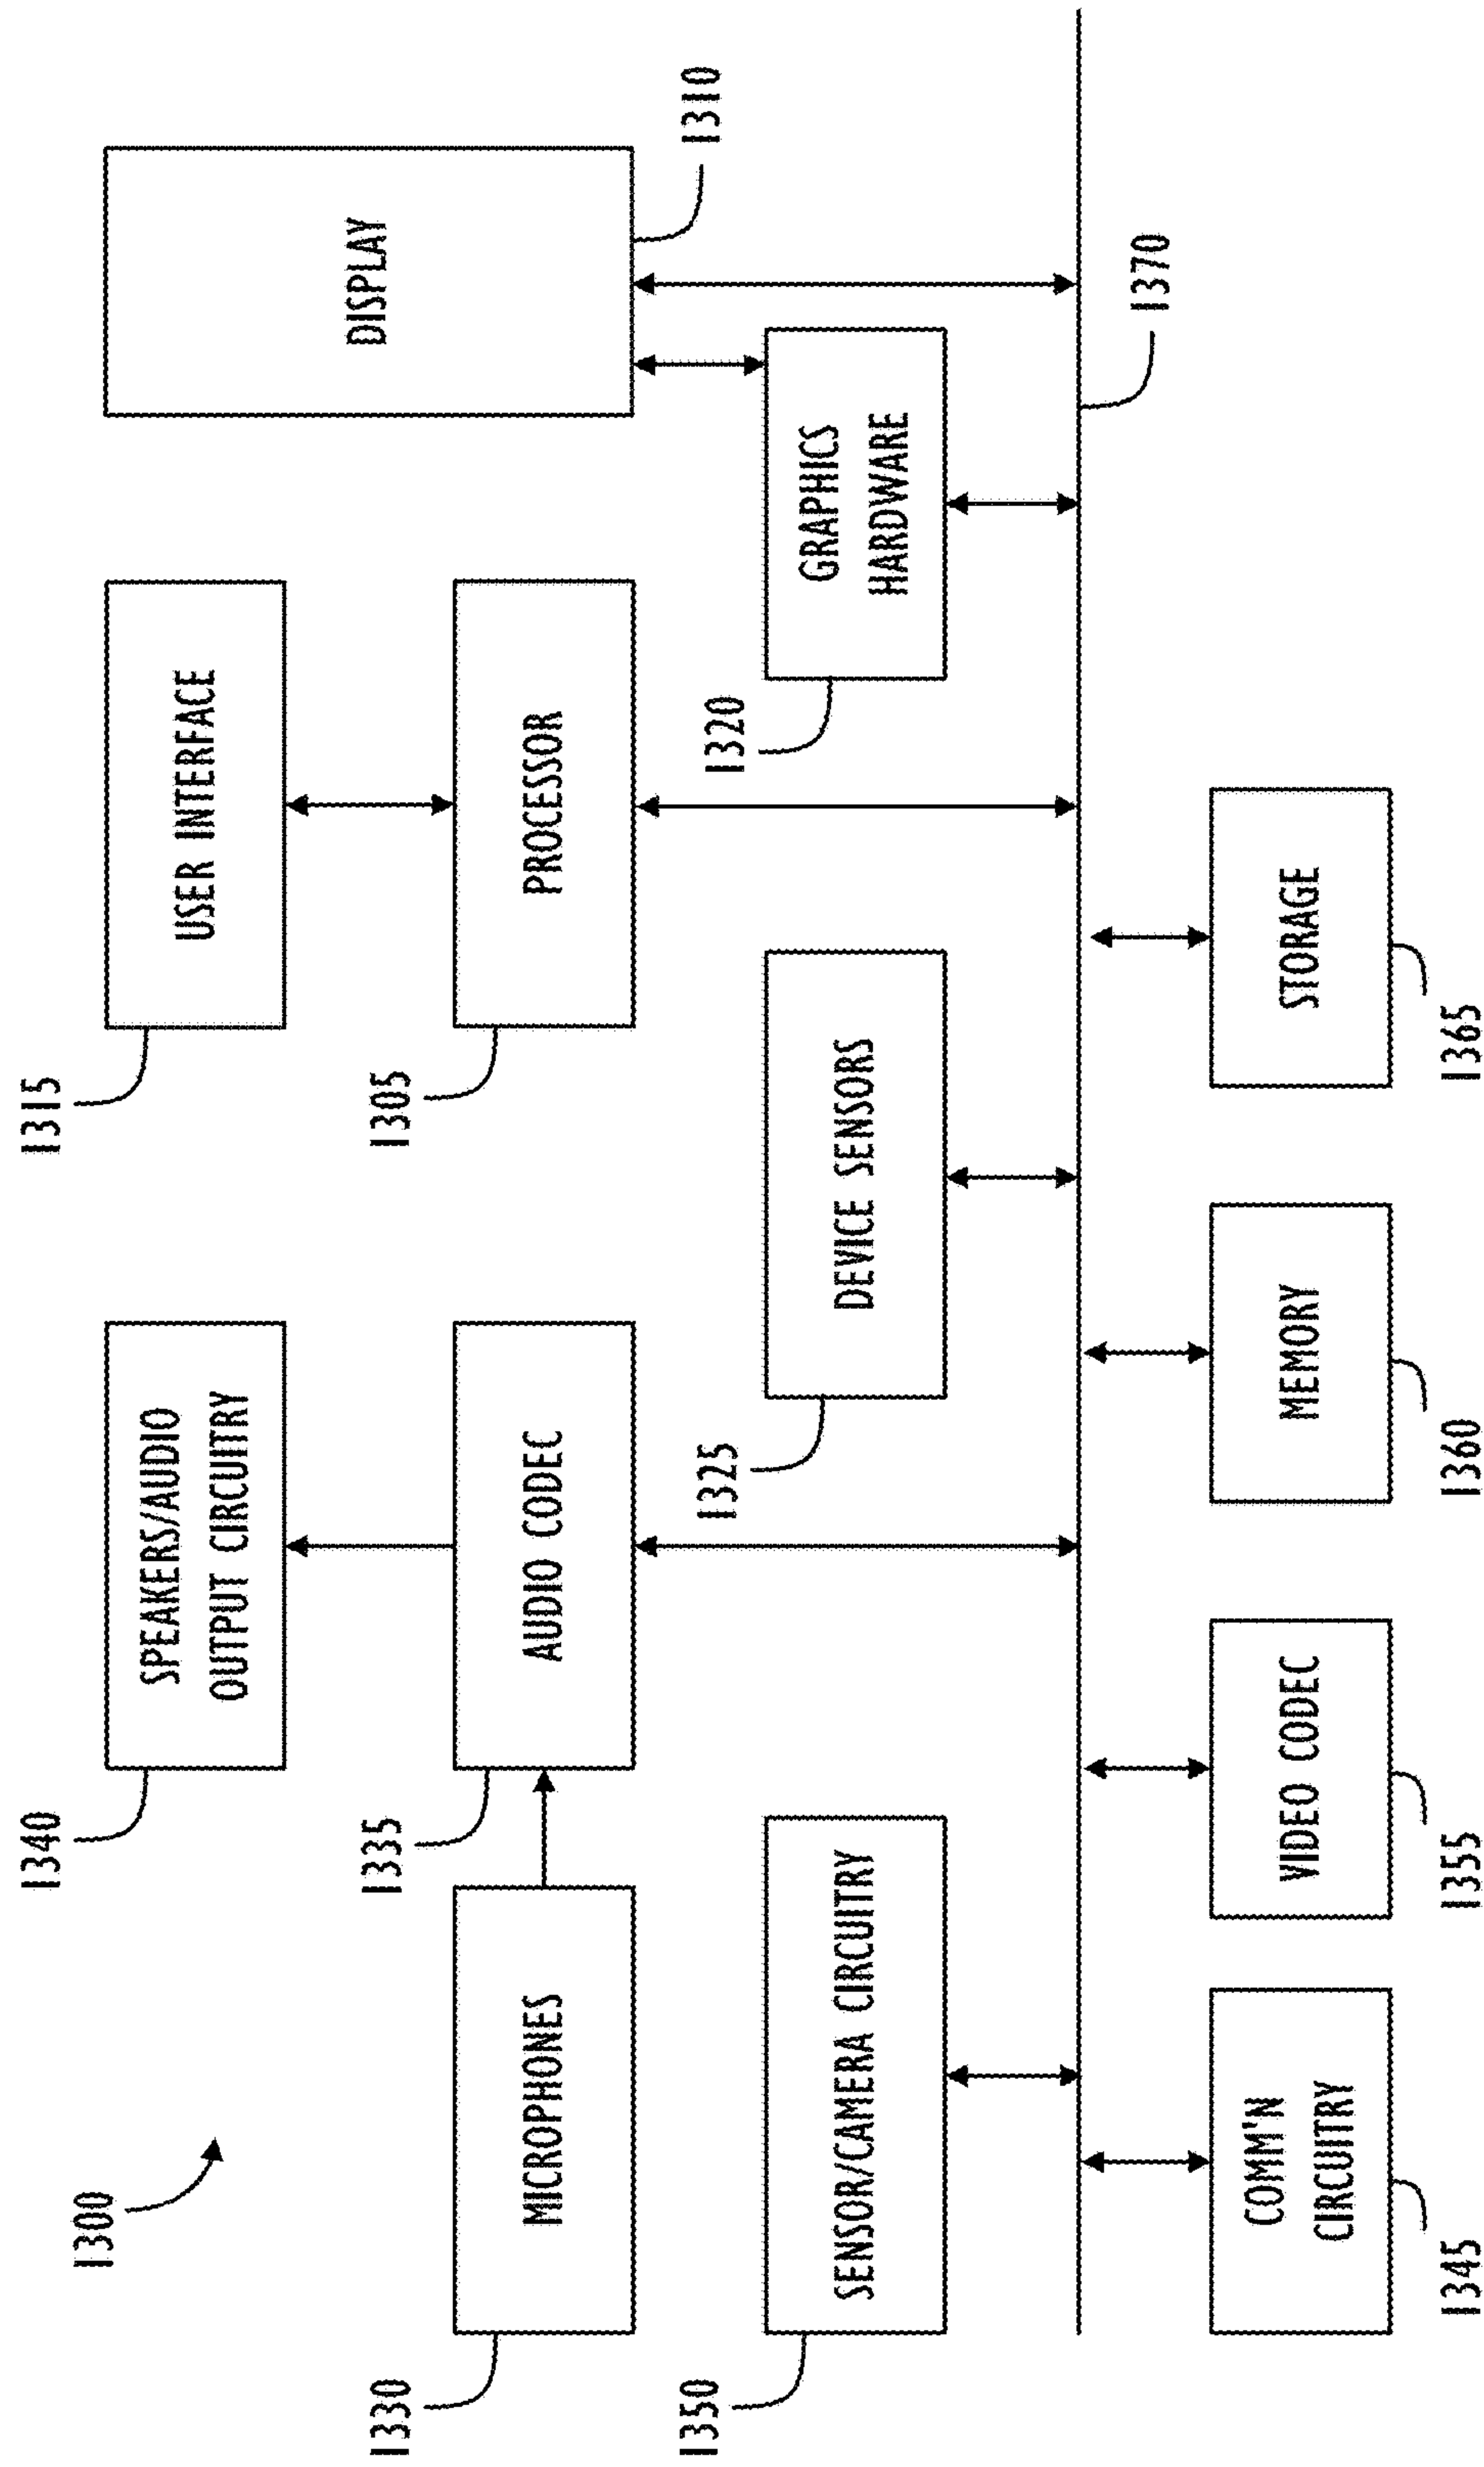 1300
1340
SPEAKERS/AUDIO
OUTPUT CIRCUITRY
1315
USER INTERFACE
DISPLAY
1330
MICROPHONES
1335
AUDIO CODEC
1305
PROCESSOR
1310
1350
SENSOR/CAMERA CIRCUITRY
1325
DEVICE SENSORS
1320
GRAPHICS
HARDWARE
1370
COMM'N
CIRCUITRY
VIDEO CODEC
MEMORY
STORAGE
1345
1355
1360
1365